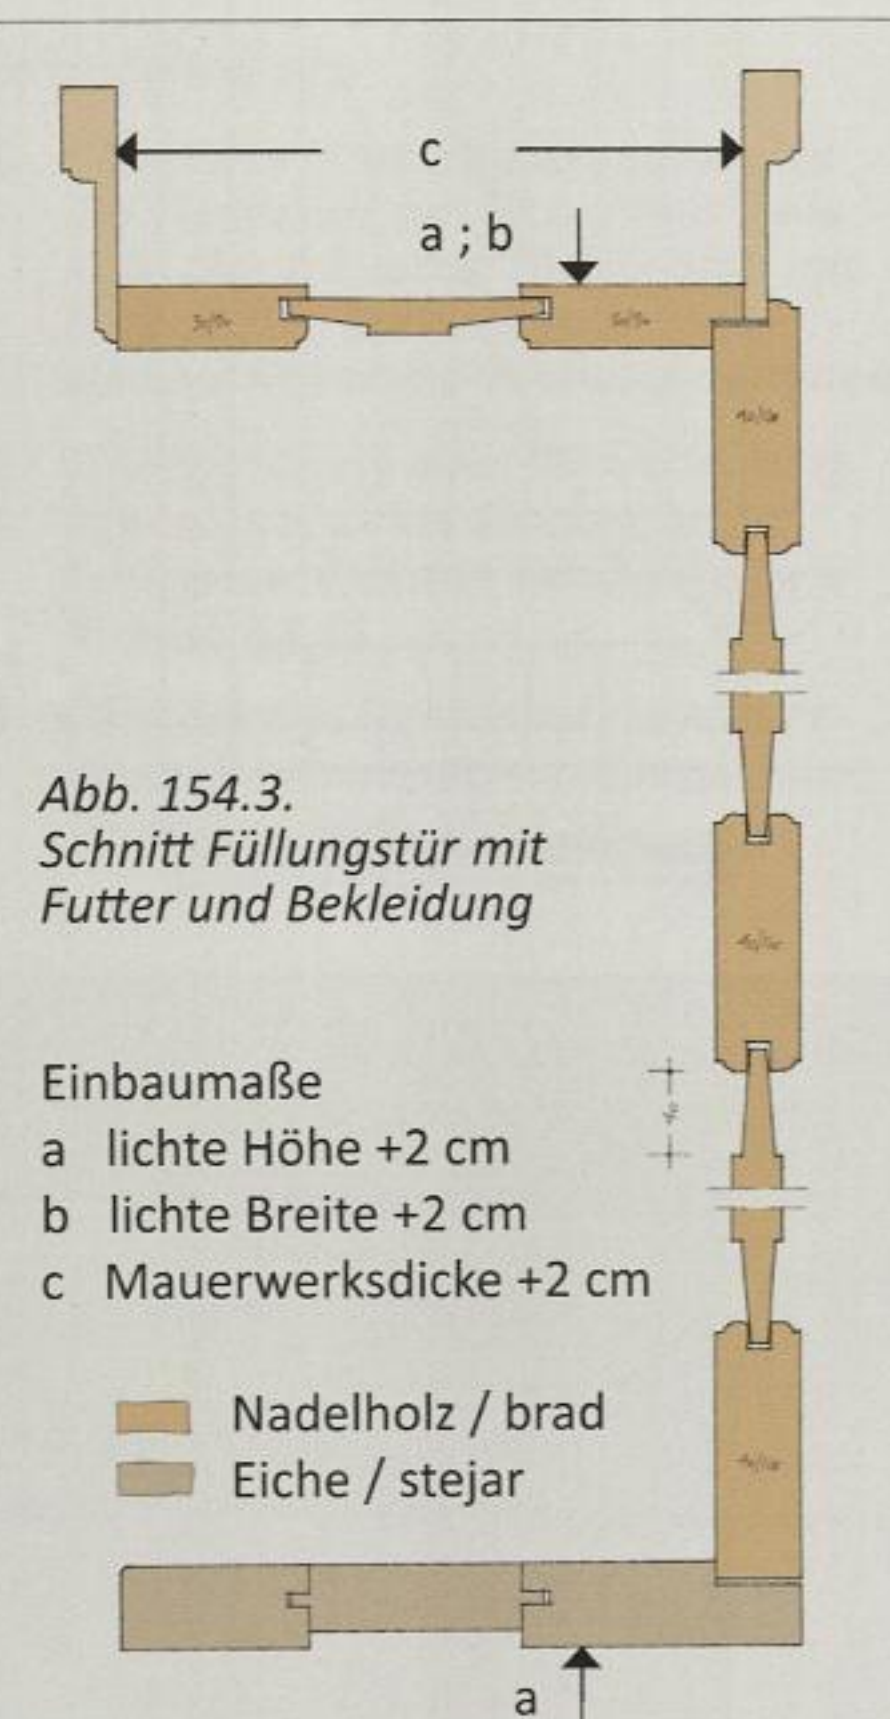 c
a ; b
Abb. 154.3.
Schnitt Füllungstür mit
Futter und Bekleidung
Einbaumaße
a lichte Höhe +2 cm
b lichte Breite +2 cm
c Mauerwerksdicke +2 cm
Nadelholz / brad
Eiche / stejar
a